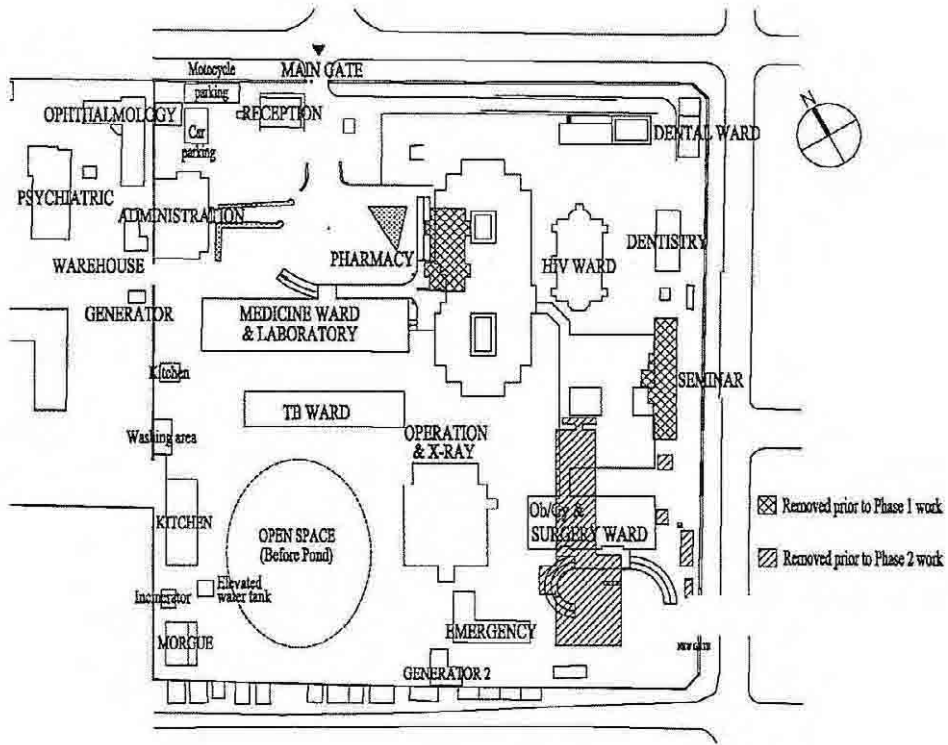 MAIN GATE
Motocycle
parking
RECEPTION
OPHTHALMOLOGY
Car
parking
DENTAL WARD
N
PSYCHIATRIC
ADMINISTRATION
WAREHOUSE
PHARMACY
HIV WARD
DENTISTRY
GENERATOR
MEDICINE WARD
& LABORATORY
Kitchen
SEMINAR
TB WARD
Washing area
OPERATION
& X-RAY
KITCHEN
OPEN SPACE
(Before Pond)
Ob/Gy &
SURGERY WARD
Removed prior to Phase 1 work
Removed prior to Phase 2 work
Incinerator
Elevated
water tank
MORGUE
EMERGENCY
NEW GATE
GENERATOR 2